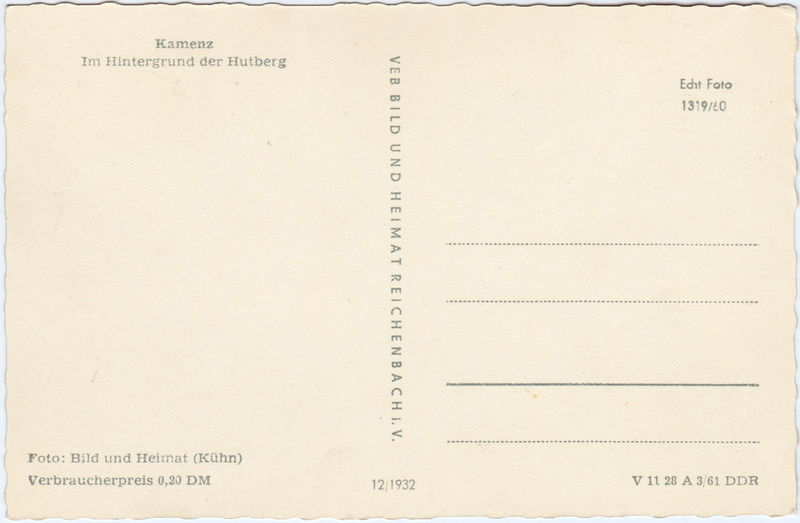 Kamenz
Im Hintergrund der Hutberg
VEB BILD UND HEIMAT REICHENBACH i. V.
Echt Foto
1319/60
Foto: Bild und Heimat (Kühn)
Verbraucherpreis 0,20 DM
12/1932
V 11 28 A 3/61 DDR